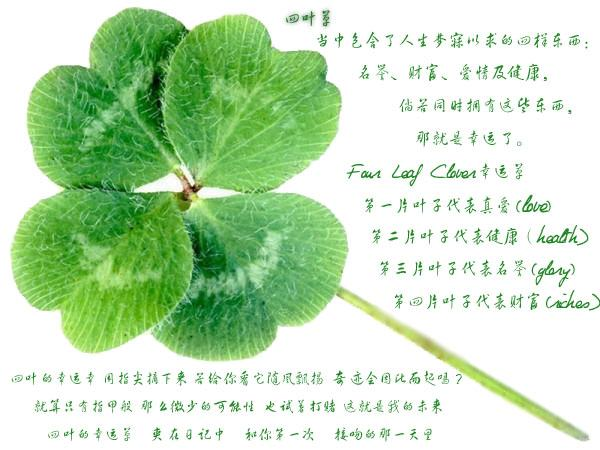 四叶草
当中包含了人生梦寐以求的四样东西:
名誉、财富、爱情及健康。
倘若同时拥有这些东西,
那就是幸运了。
Four Leaf Clover幸运草
第一片叶子代表真爱(love)
第二片叶子代表健康(health)
第三片叶子代表名誉(glory)
第四片叶子代表财富(riches)
四叶的幸运草 用指尖摘下来 若给你看它随风飘扬 奇迹会因此而起吗?
就算只有指甲般 那么微少的可能性 也试着打赌 这就是我的未来
四叶的幸运草 夹在日记中 和你第一次 接吻的那一天里